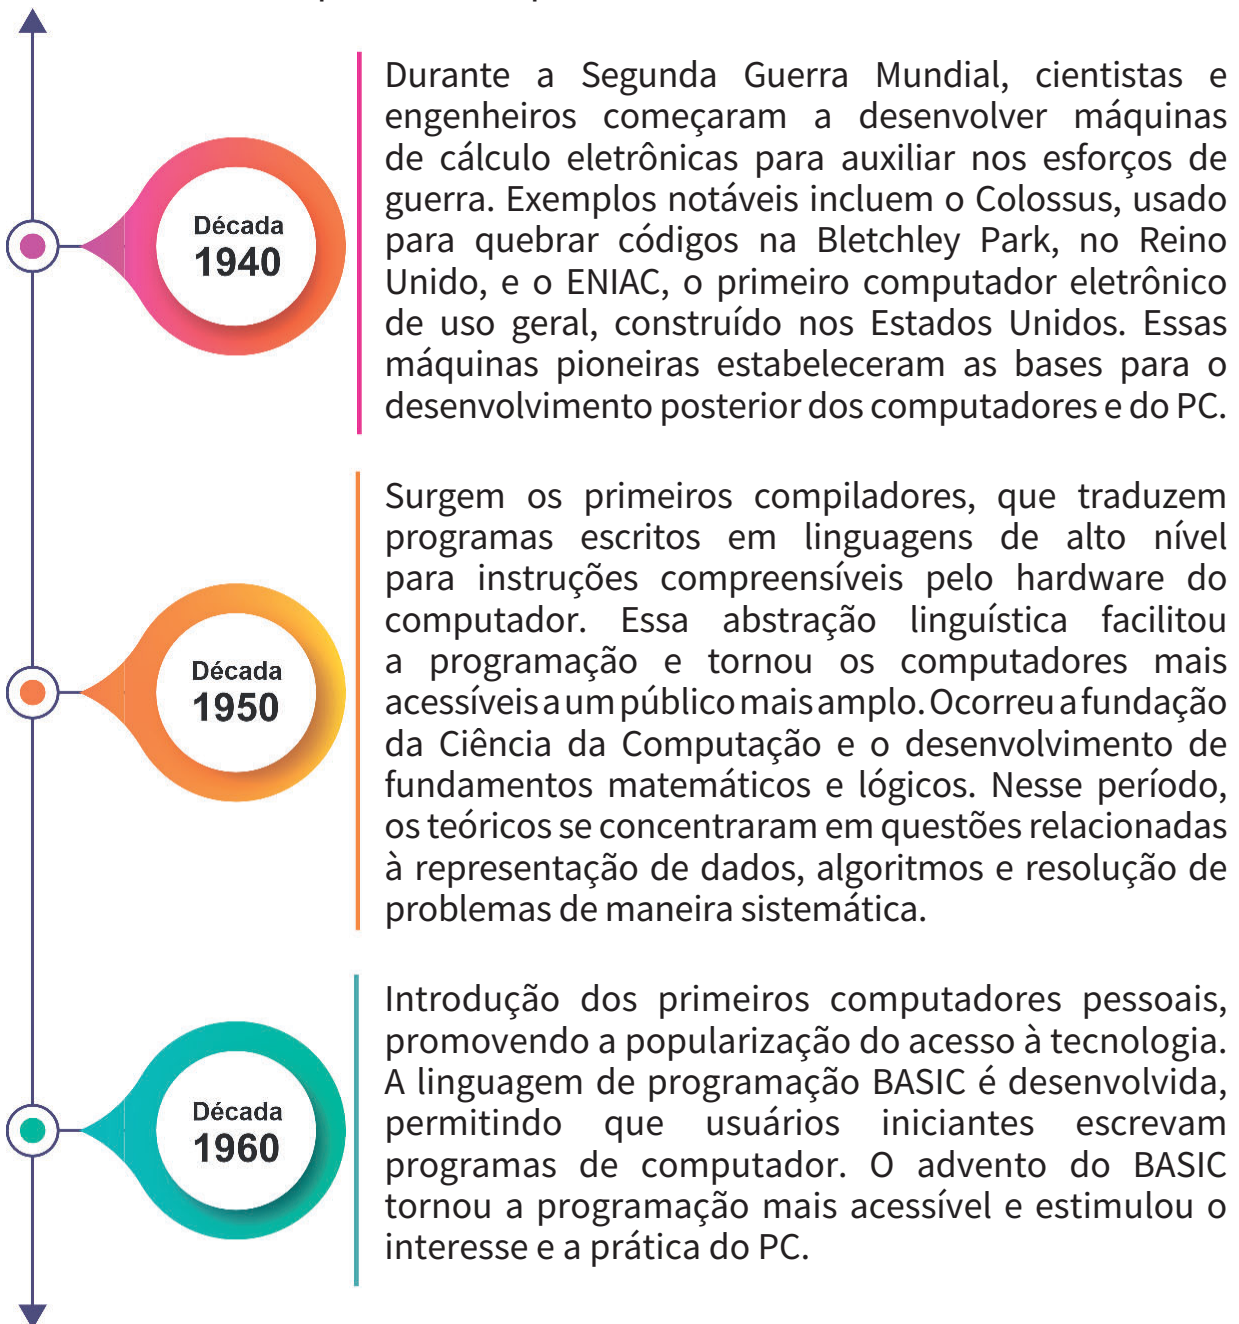 Durante a Segunda Guerra Mundial, cientistas e
engenheiros começaram a desenvolver máquinas
de cálculo eletrônicas para auxiliar nos esforços de
guerra. Exemplos notáveis incluem o Colossus, usado
para quebrar códigos na Bletchley Park, no Reino
Unido, e o ENIAC, o primeiro computador eletrônico
de uso geral, construído nos Estados Unidos. Essas
máquinas pioneiras estabeleceram as bases para o
desenvolvimento posterior dos computadores e do PC.
Década
1940
Surgem os primeiros compiladores, que traduzem
programas escritos em linguagens de alto nível
para instruções compreensíveis pelo hardware do
computador. Essa abstração linguística facilitou
a programação e tornou os computadores mais
acessíveis a um público mais amplo. Ocorreu a fundação
da Ciência da Computação e o desenvolvimento de
fundamentos matemáticos e lógicos. Nesse período,
os teóricos se concentraram em questões relacionadas
à representação de dados, algoritmos e resolução de
problemas de maneira sistemática.
Década
1950
Introdução dos primeiros computadores pessoais,
promovendo a popularização do acesso à tecnologia.
A linguagem de programação BASIC é desenvolvida,
permitindo que usuários iniciantes escrevam
programas de computador. O advento do BASIC
tornou a programação mais acessível e estimulou o
interesse e a prática do PC.
Década
1960